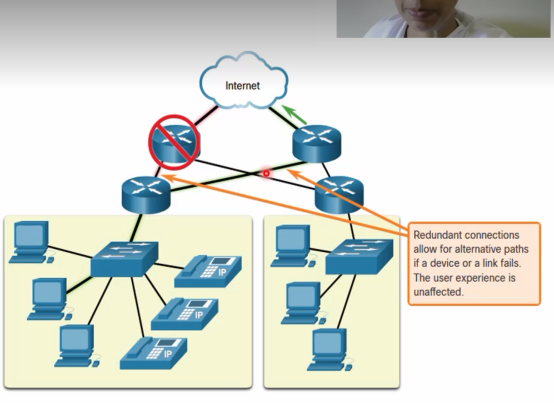 Internet
Redundant connections
allow for alternative paths
if a device or a link fails.
The user experience is
unaffected.
IP
IP
IP